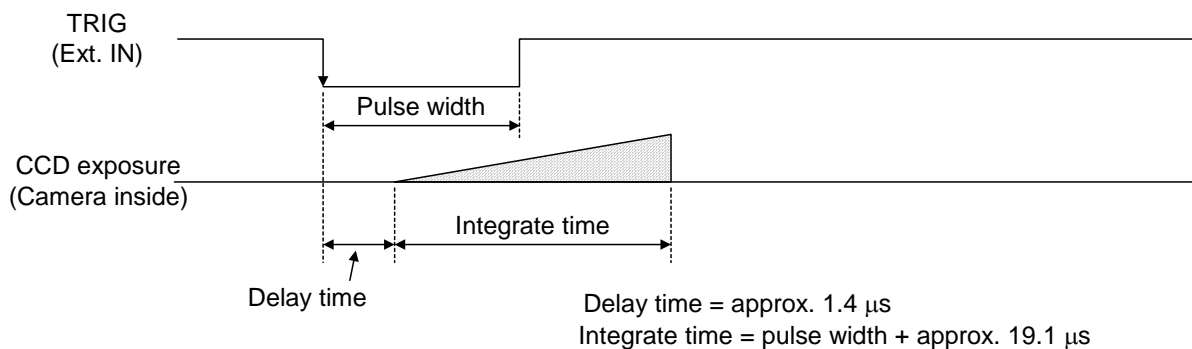 TRIG
(Ext. IN)
Pulse width
CCD exposure
(Camera inside)
Integrate time
Delay time
Delay time = approx. 1.4 μs
Integrate time = pulse width + approx. 19.1 μs